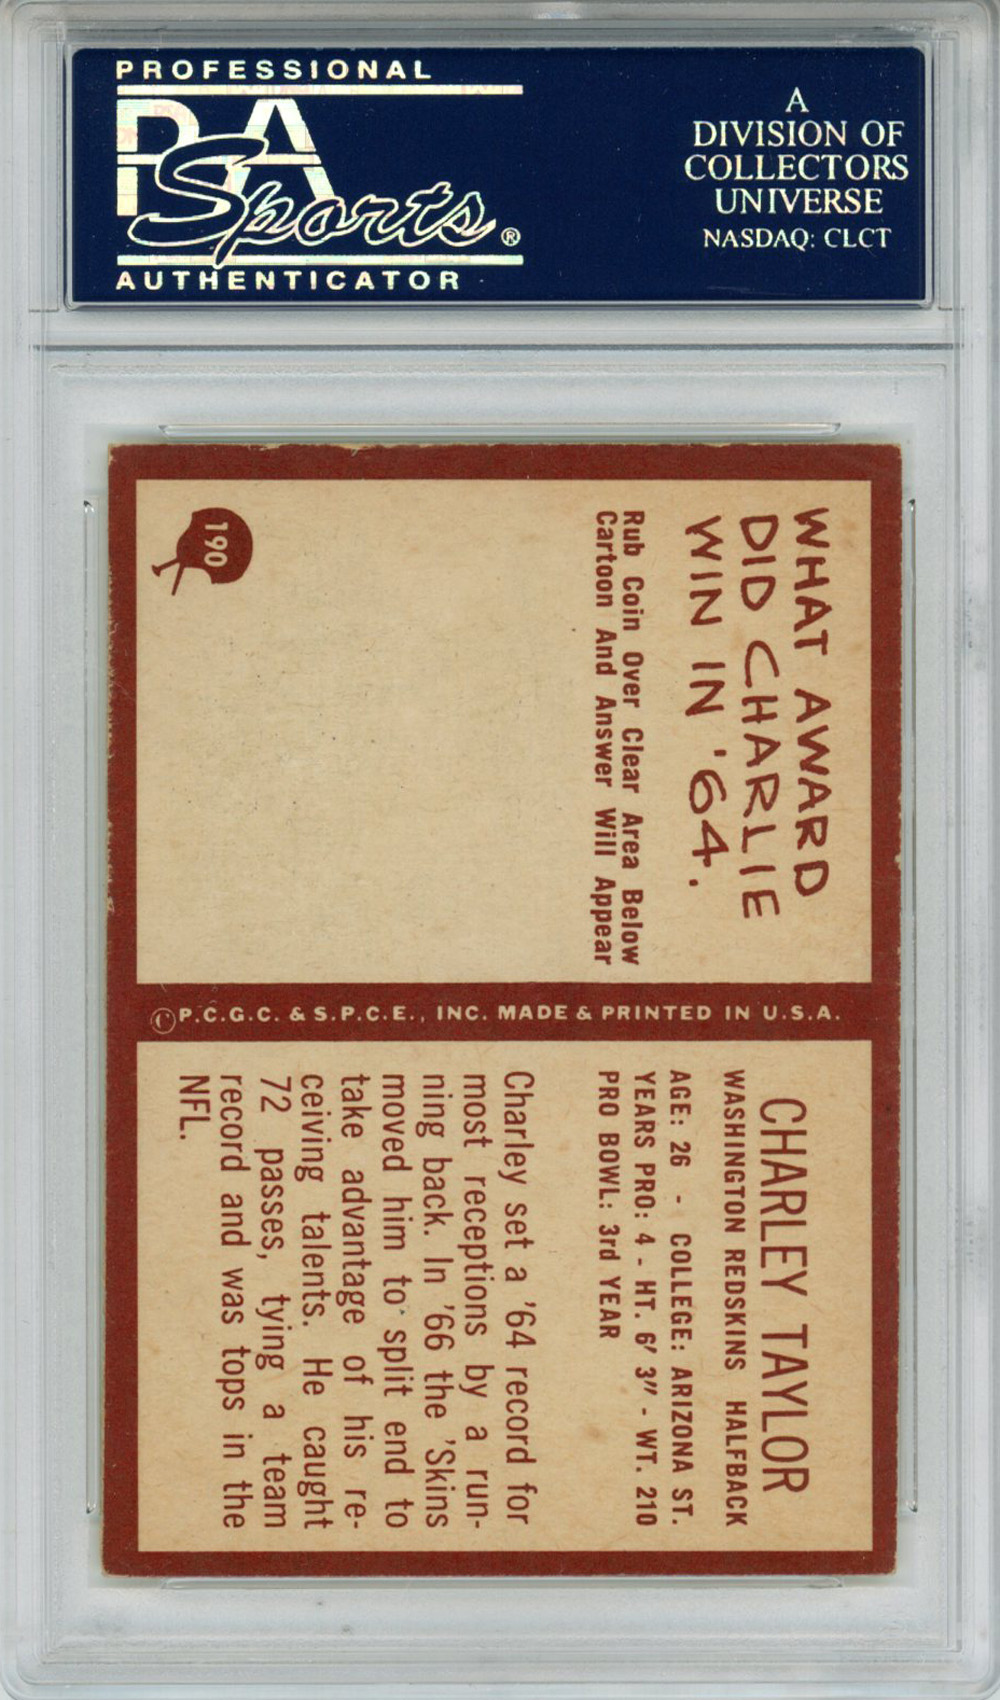 PROFESSIONAL
PSA
Sports®
AUTHENTICATOR
A
DIVISION OF
COLLECTORS
UNIVERSE
NASDAQ: CLCT
WHAT AWARD
DID CHARLIE
WIN IN '64.
Rub Coin Over Clear Area Below
Cartoon And Answer Will Appear
190
©P.C.G.C. & S.P.C.E., INC. MADE & PRINTED IN U.S.A.
CHARLEY TAYLOR
WASHINGTON REDSKINS HALFBACK
AGE: 26 - COLLEGE: ARIZONA ST.
YEARS PRO: 4 - HT. 6' 3" - WT. 210
PRO BOWL: 3rd YEAR
Charley set a '64 record for
most receptions by a run-
ning back. In '66 the 'Skins
moved him to split end to
take advantage of his re-
ceiving talents. He caught
72 passes, tying a team
record and was tops in the
NFL.